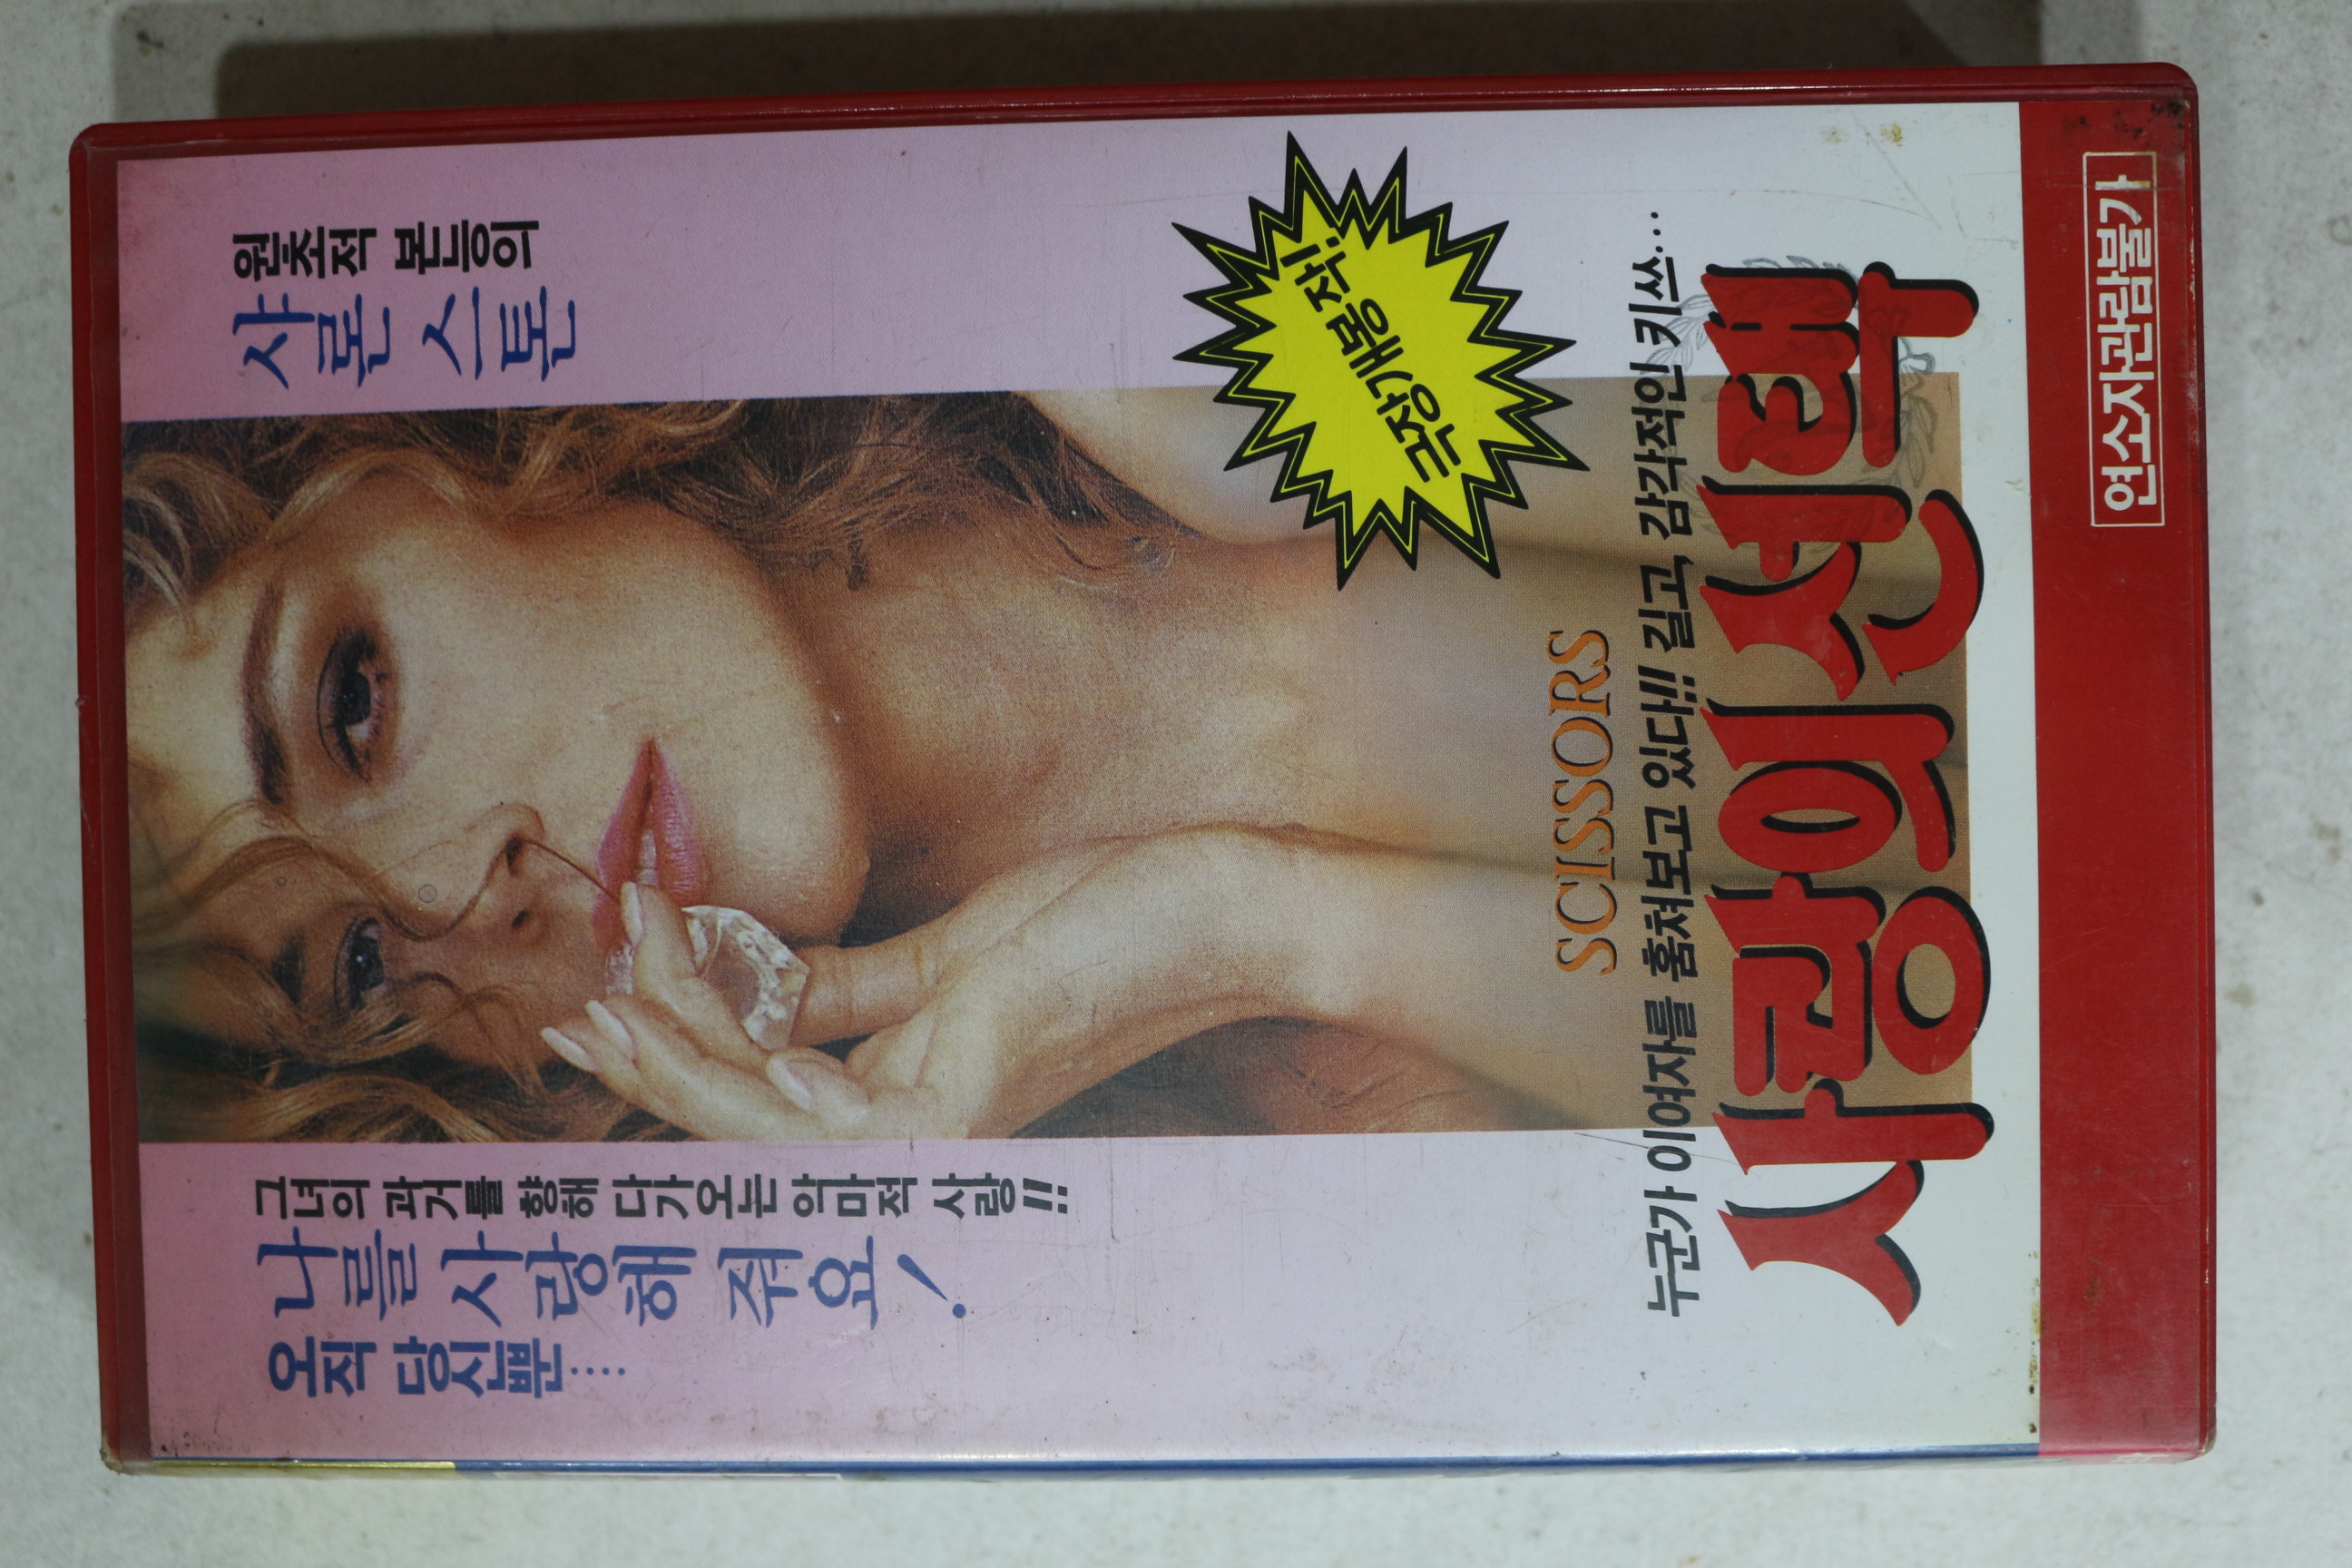 오직 당신뿐.....
나를 사랑해 줘요!
그녀의 과거를 향해 다가오는 악마적 사랑!!
원초적 본능의
샤론 스톤
극장개봉작!
SCISSORS
누군가 이여자를 훔쳐보고 있다!! 길고, 감각적인 키쓰...
사랑의선택
연소자관람불가